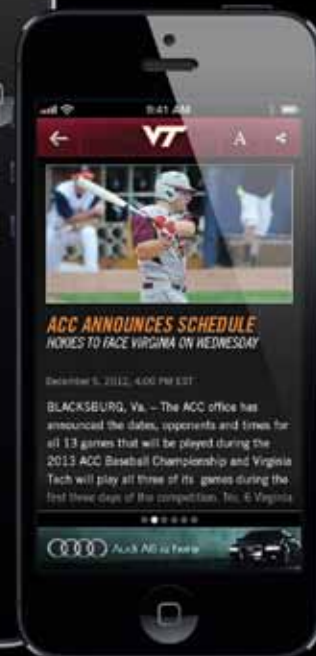 9:41 AM
VT
A
ACC ANNOUNCES SCHEDULE
HOKIES TO FACE VIRGINIA ON WEDNESDAY
December 5, 2012, 4:00 PM EST
BLACKSBURG, Va. – The ACC office has
announced the dates, opponents and times for
all 13 games that will be played during the
2013 ACC Baseball Championship and Virginia
Tech will play all three of its games during the
first three days of the competition. No. 6 Virginia
Audi A6 is here